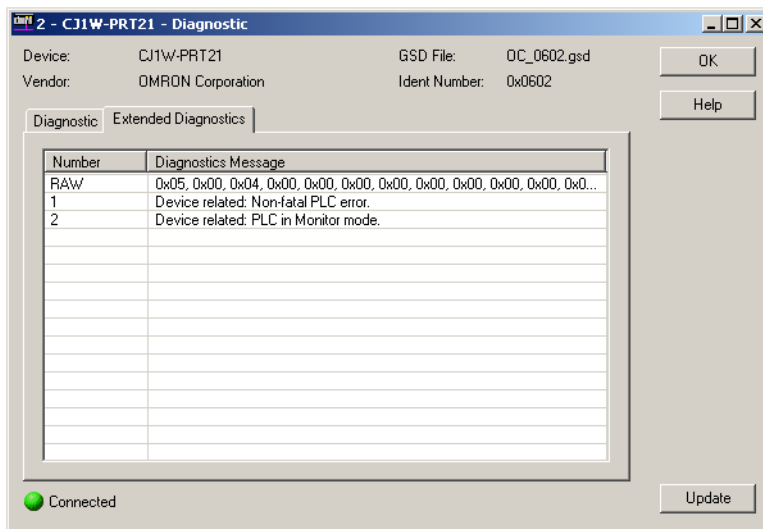 2 - CJ1W-PRT21 - Diagnostic
Device: CJ1W-PRT21 GSD File: OC_0602.gsd
Vendor: OMRON Corporation Ident Number: 0x0602
OK
Help
Diagnostic Extended Diagnostics
Number Diagnostics Message
RAW 0x05, 0x00, 0x04, 0x00, 0x00, 0x00, 0x00, 0x00, 0x00, 0x00, 0x00, 0x0...
1 Device related: Non-fatal PLC error.
2 Device related: PLC in Monitor mode.
Connected
Update